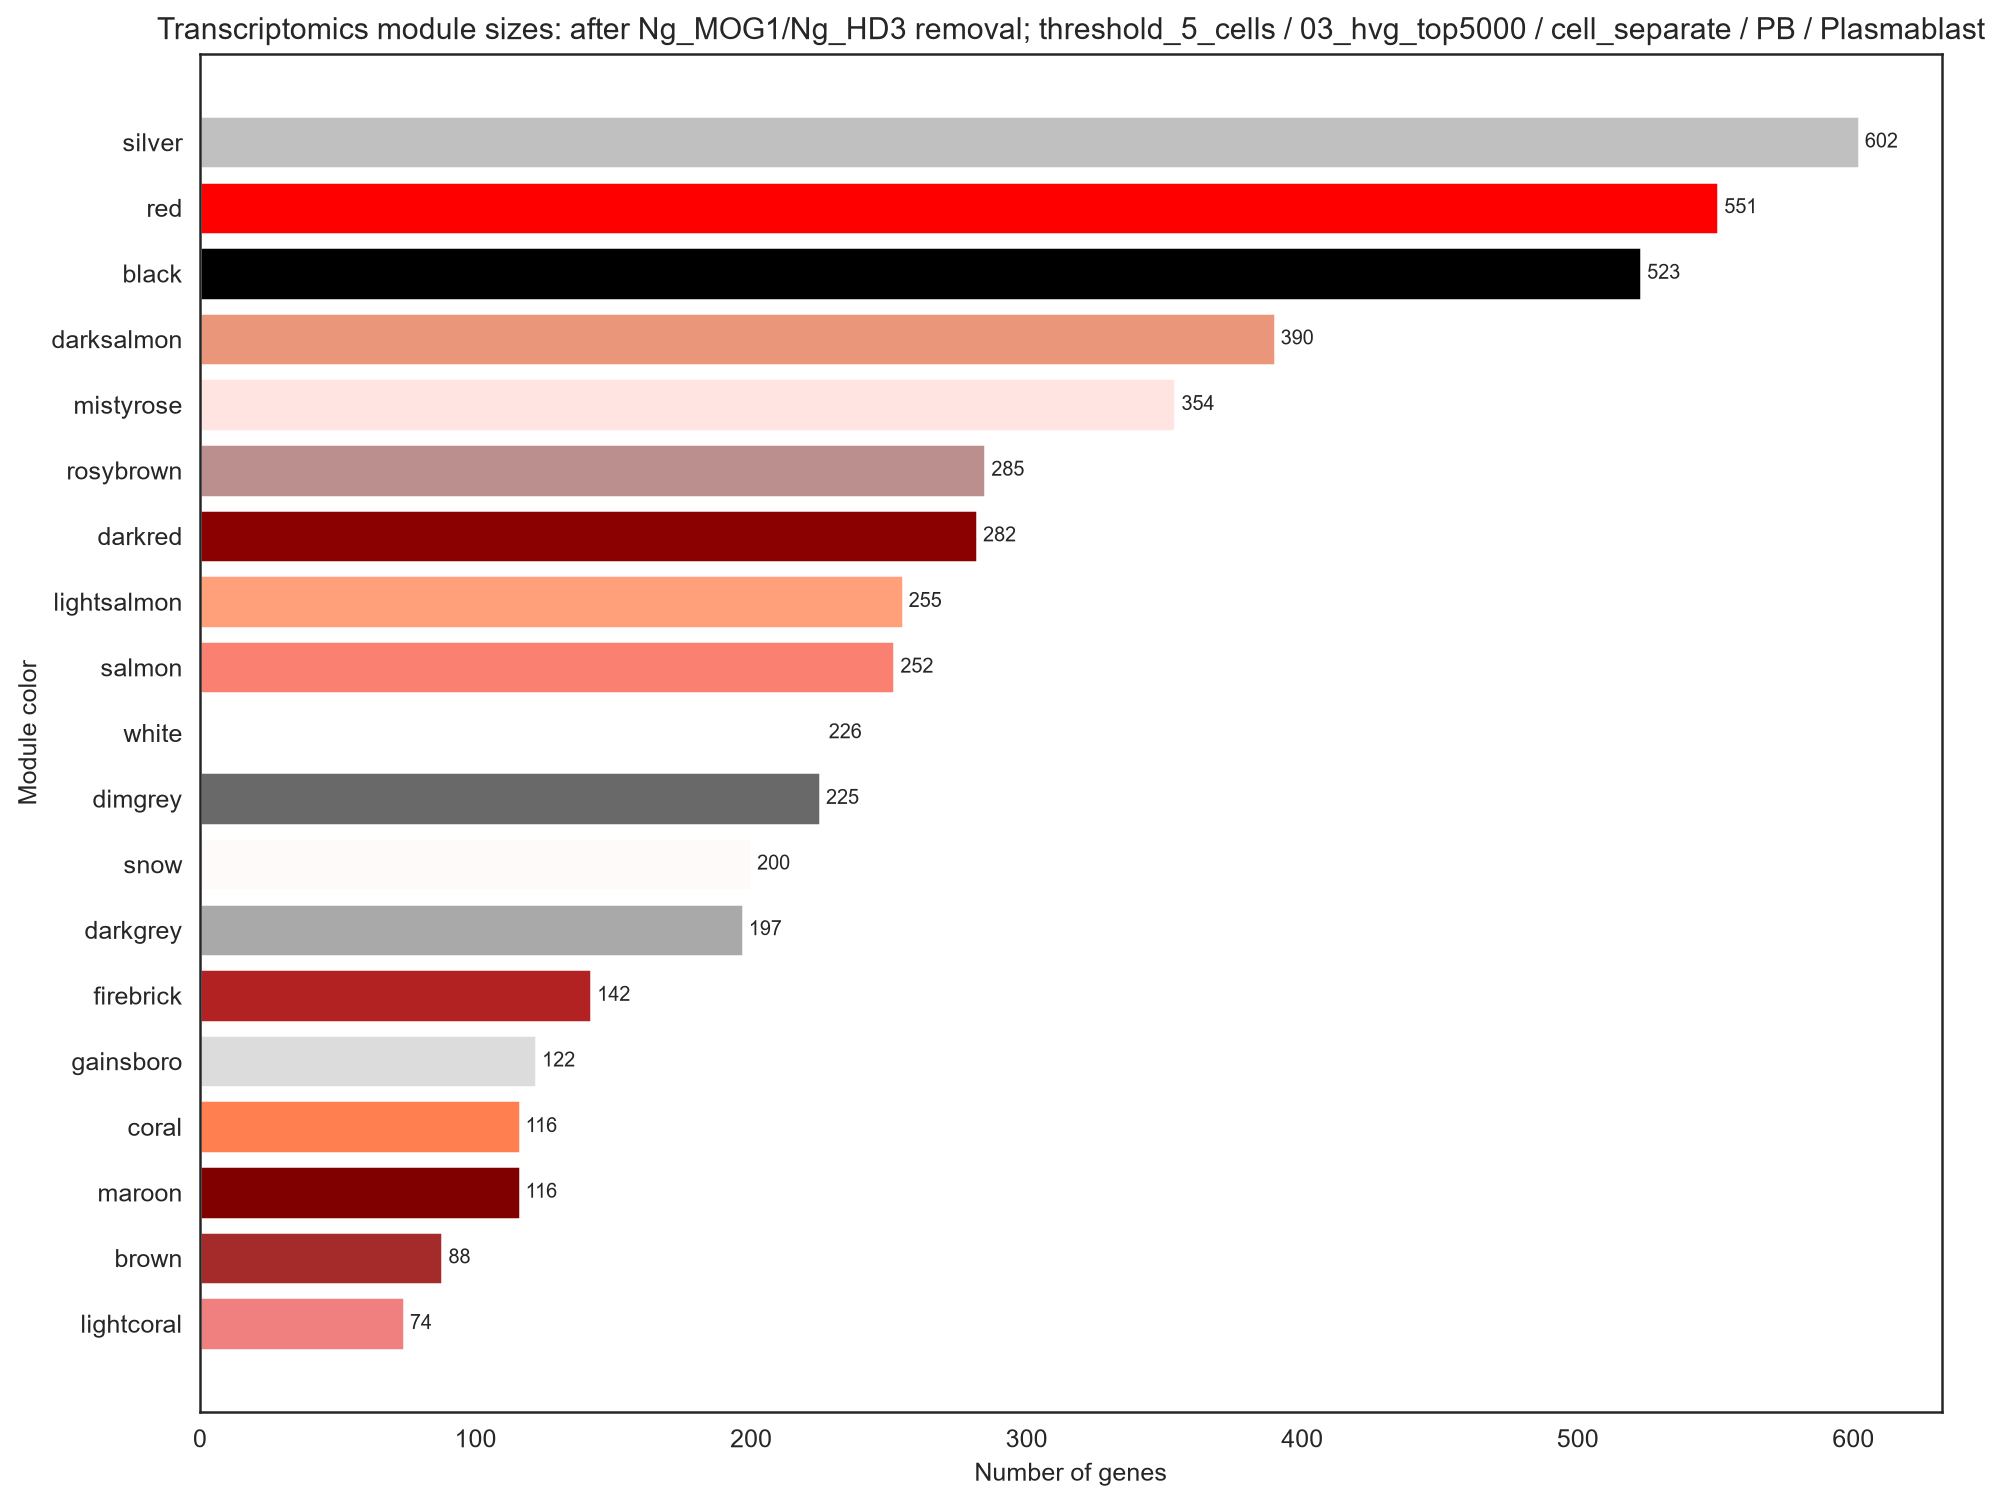 Transcriptomics module sizes: after Ng_MOG1/Ng_HD3 removal; threshold_5_cells / 03_hvg_top5000 / cell_separate / PB / Plasmablast
silver 602
red 551
black 523
darksalmon 390
mistyrose 354
rosybrown 285
darkred 282
lightsalmon 255
salmon 252
white 226
dimgrey 225
snow 200
darkgrey 197
firebrick 142
gainsboro 122
coral 116
maroon 116
brown 88
lightcoral 74
Module color
0 100 200 300 400 500 600
Number of genes